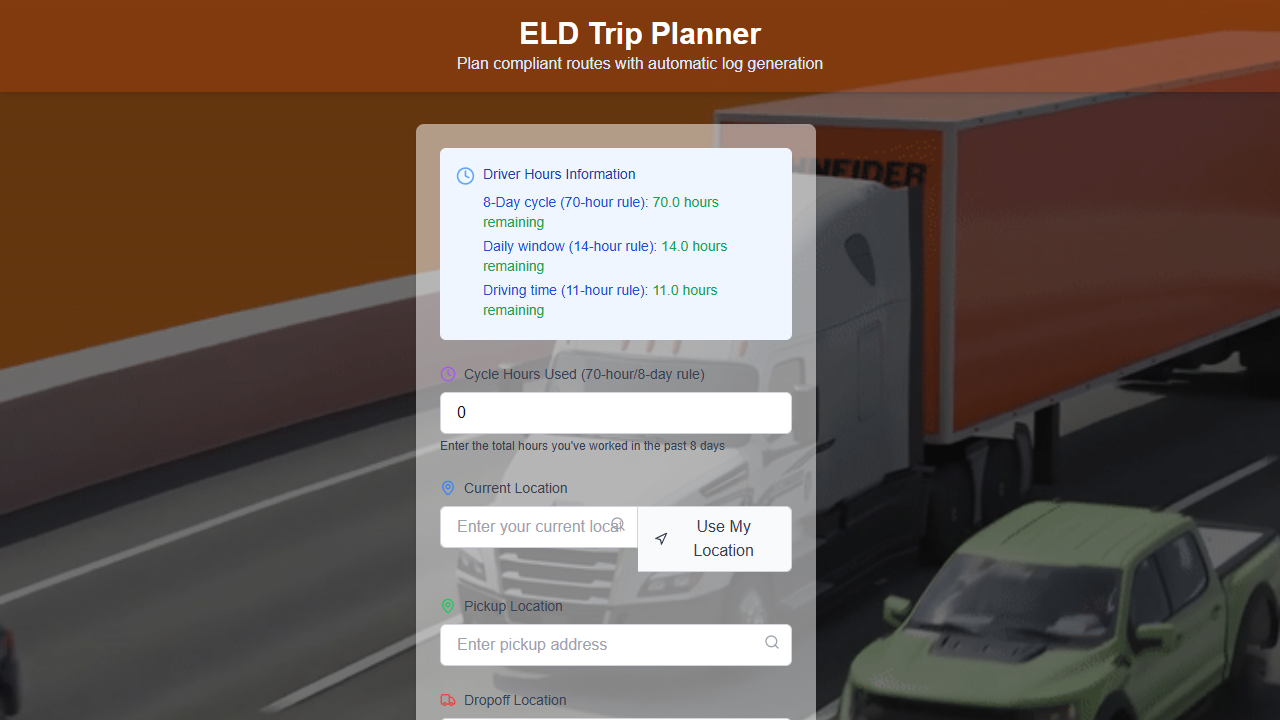 ELD Trip Planner
Plan compliant routes with automatic log generation
NEIDER
Driver Hours Information
8-Day cycle (70-hour rule): 70.0 hours
remaining
Daily window (14-hour rule): 14.0 hours
remaining
Driving time (11-hour rule): 11.0 hours
remaining
Cycle Hours Used (70-hour/8-day rule)
0
Enter the total hours you've worked in the past 8 days
Current Location
Enter your current loca
Use My
Location
Pickup Location
Enter pickup address
Dropoff Location